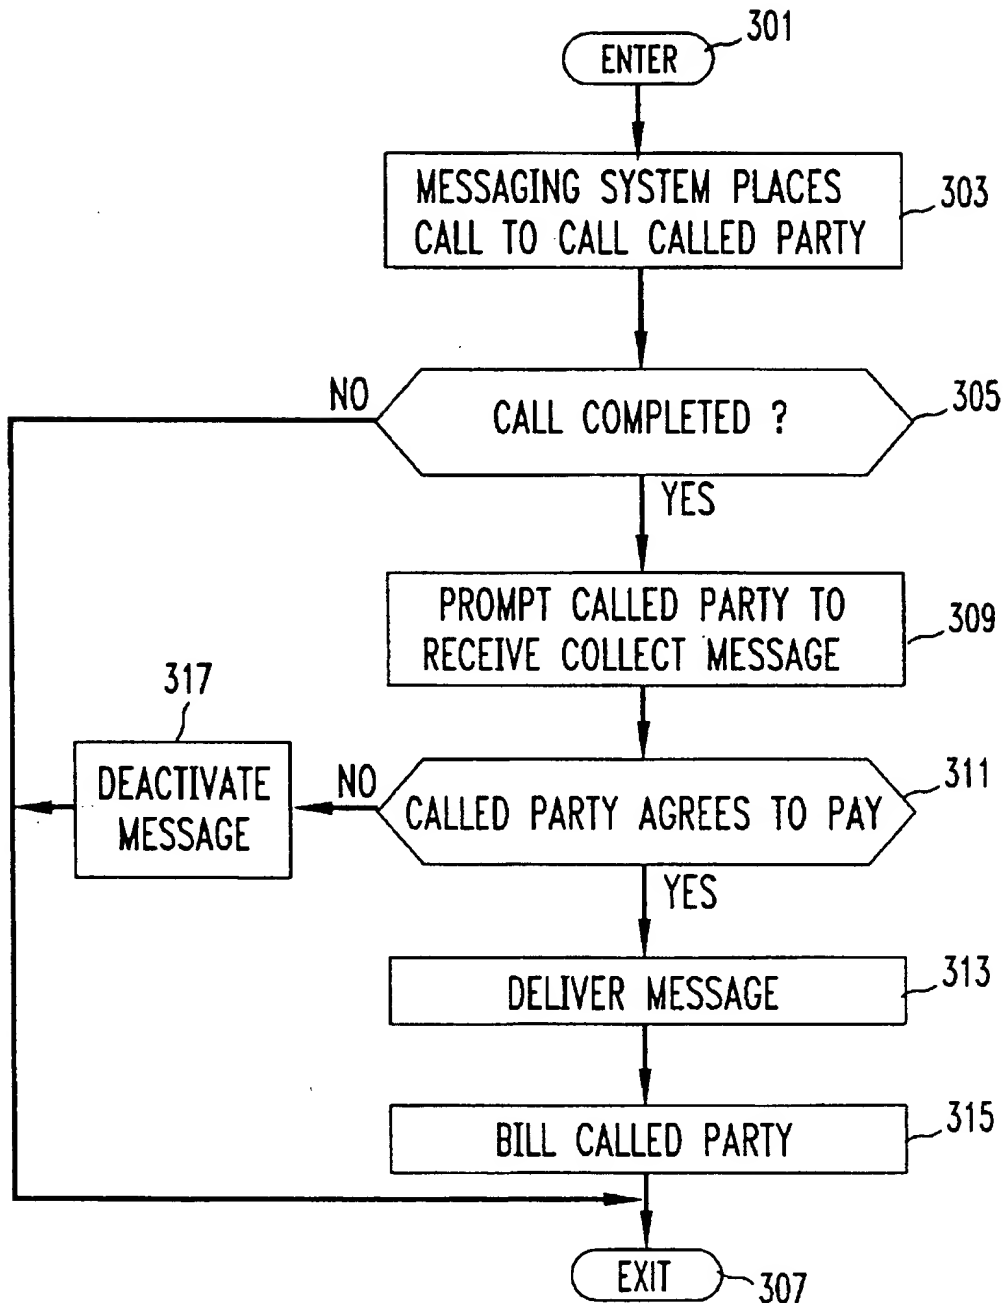 301
ENTER
MESSAGING SYSTEM PLACES
CALL TO CALL CALLED PARTY
303
NO
CALL COMPLETED ?
305
YES
PROMPT CALLED PARTY TO
RECEIVE COLLECT MESSAGE
309
317
DEACTIVATE
MESSAGE
NO
CALLED PARTY AGREES TO PAY
311
YES
DELIVER MESSAGE
313
BILL CALLED PARTY
315
EXIT
307